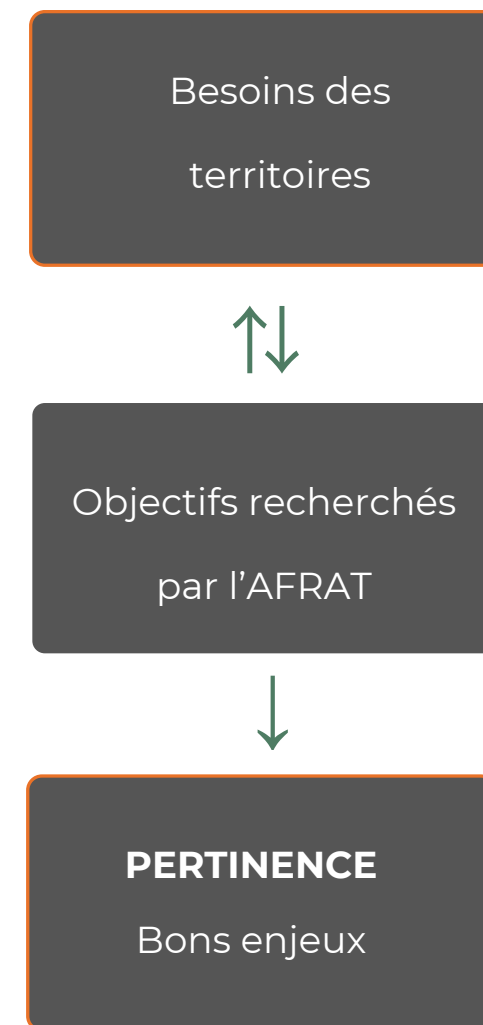 Besoins des
territoires
Objectifs recherchés
par l’AFRAT
PERTINENCE
Bons enjeux